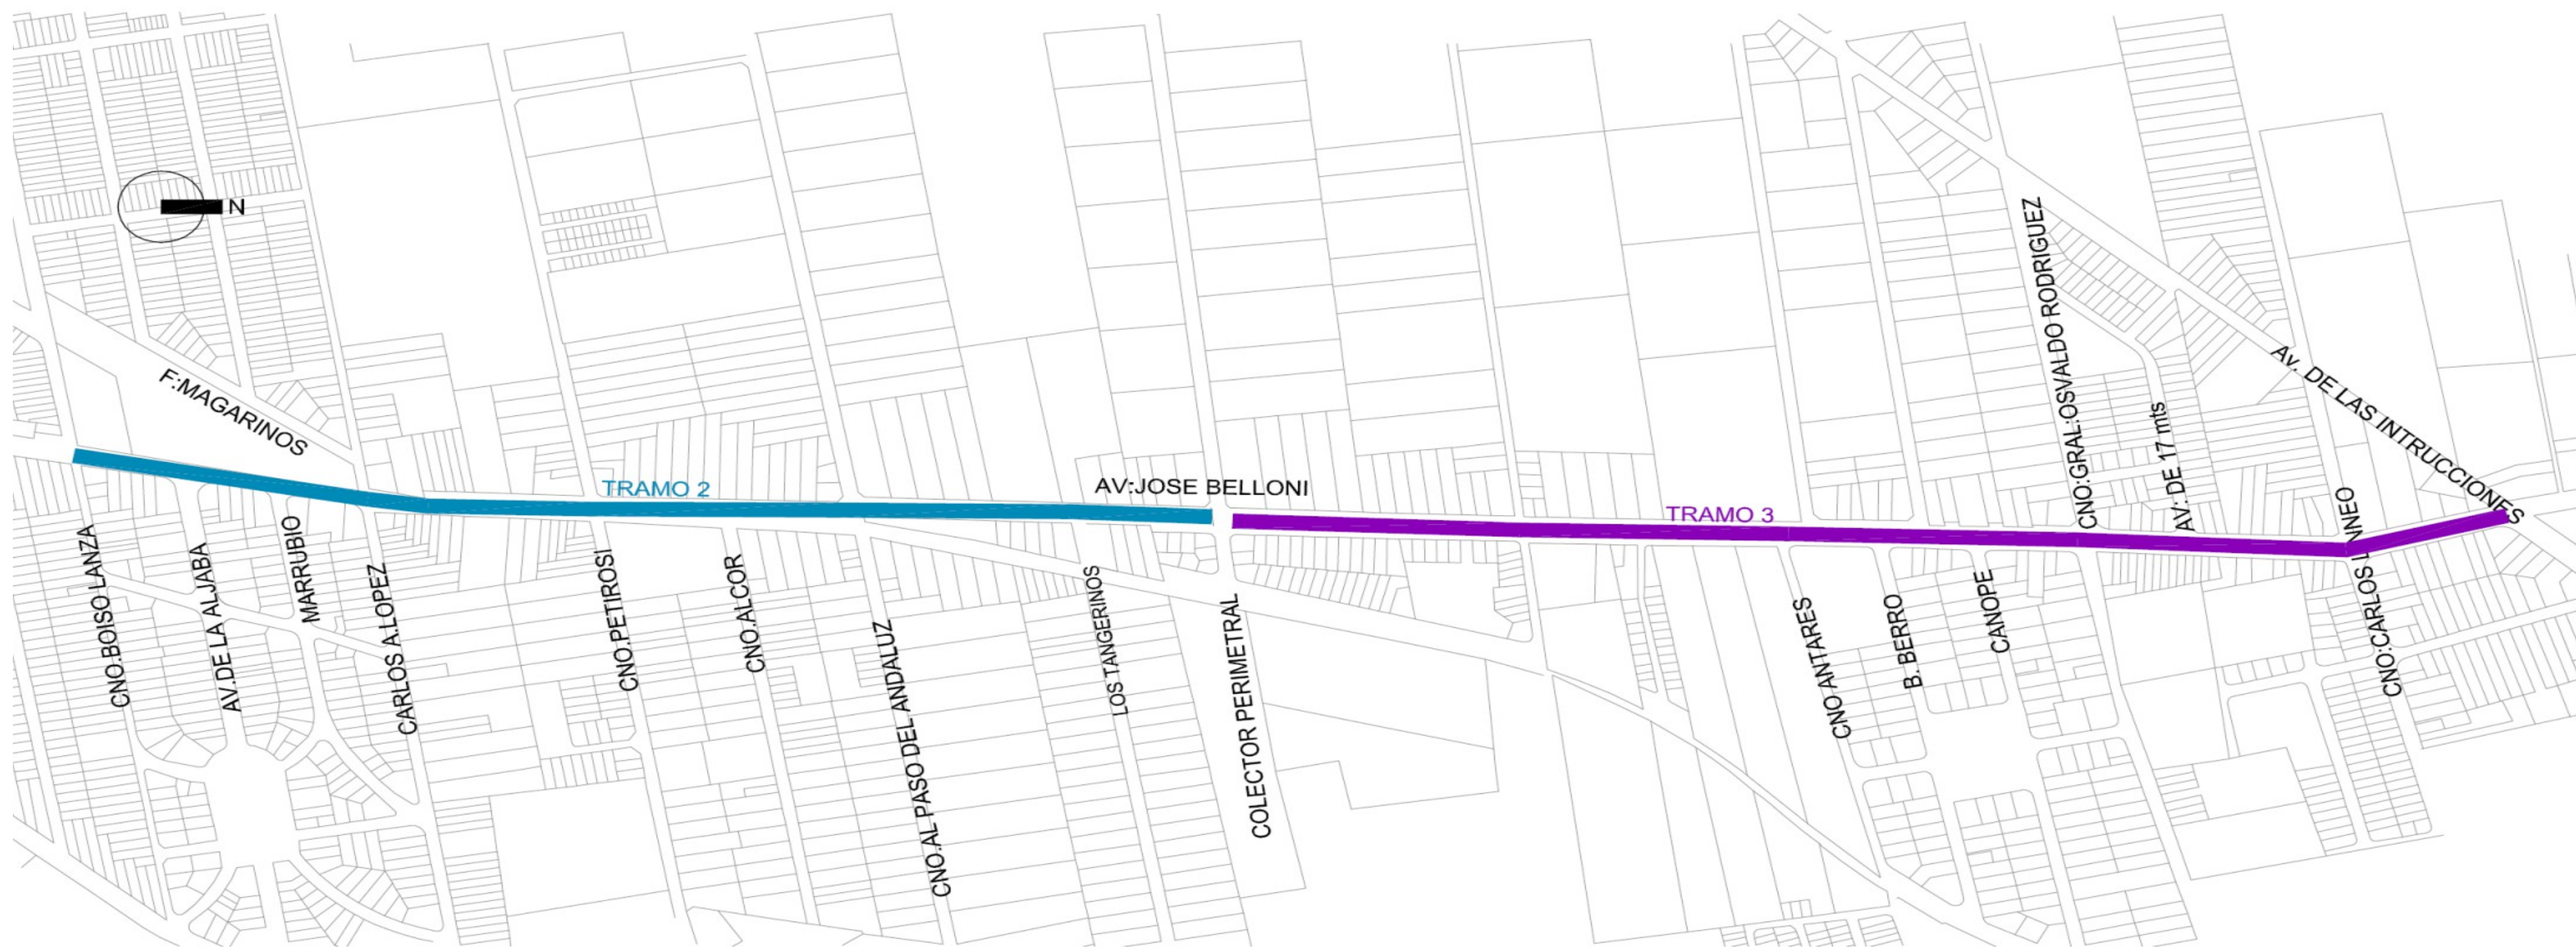 N
F:MAGARINOS
TRAMO 2
AV:JOSE BELLONI
TRAMO 3
CNO:GRAL:OSVALDO RODRIGUEZ
AV: DE 17 mts
Av. DE LAS INTRUCCIONES
CNO.BOISO LANZA
AV.DE LA ALJABA
MARRUBIO
CARLOS A.LOPEZ
CNO.PETIROSI
CNO.ALCOR
CNO.AL PASO DEL ANDALUZ
LOS TANGERINOS
COLECTOR PERIMETRAL
CNO ANTARES
B. BERRO
CANOPE
CNO:CARLOS LINNEO